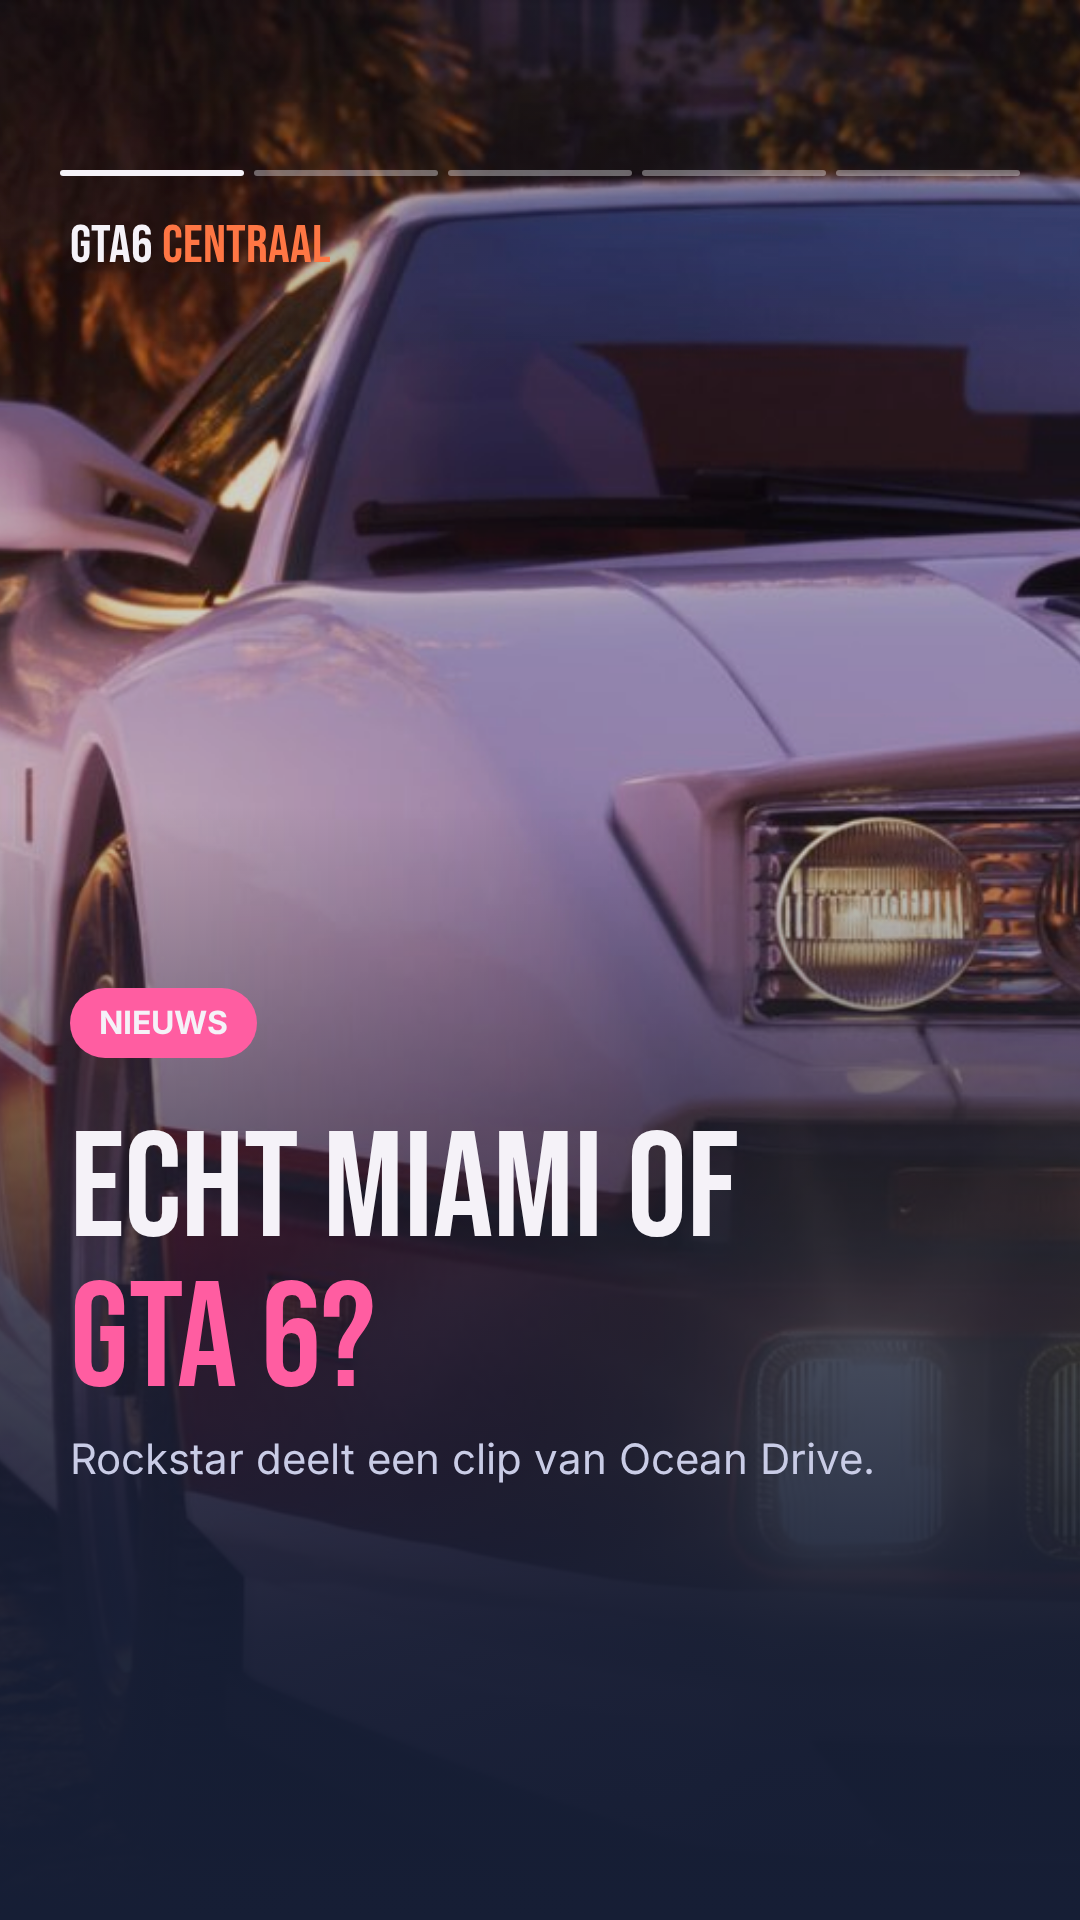 GTA6 CENTRAAL
NIEUWS
ECHT MIAMI OF
GTA 6?
Rockstar deelt een clip van Ocean Drive.